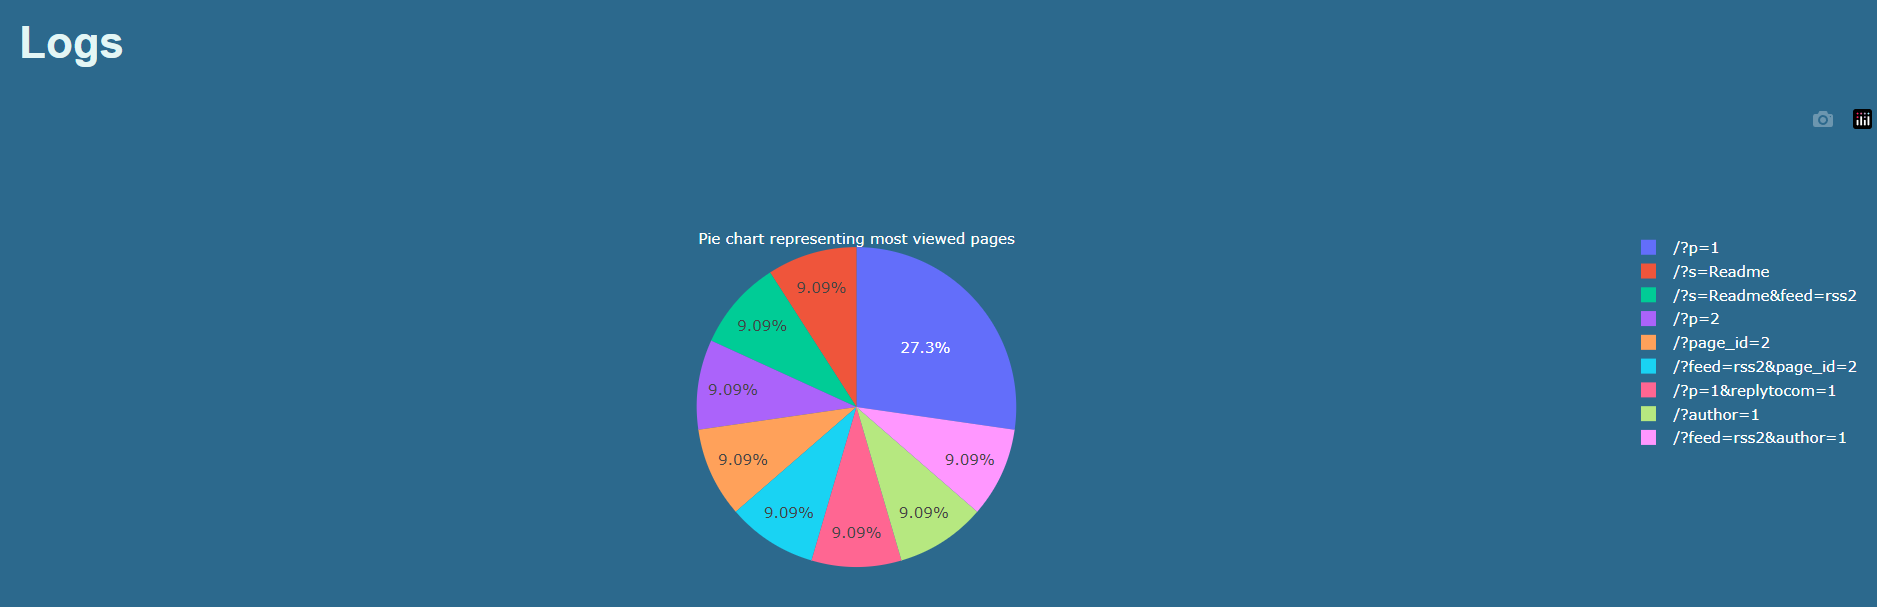 Logs
Pie chart representing most viewed pages
27.3%
9.09%
9.09%
9.09%
9.09%
9.09%
9.09%
9.09%
9.09%
/?p=1
/?s=Readme
/?s=Readme&feed=rss2
/?p=2
/?page_id=2
/?feed=rss2&page_id=2
/?p=1&replytocom=1
/?author=1
/?feed=rss2&author=1